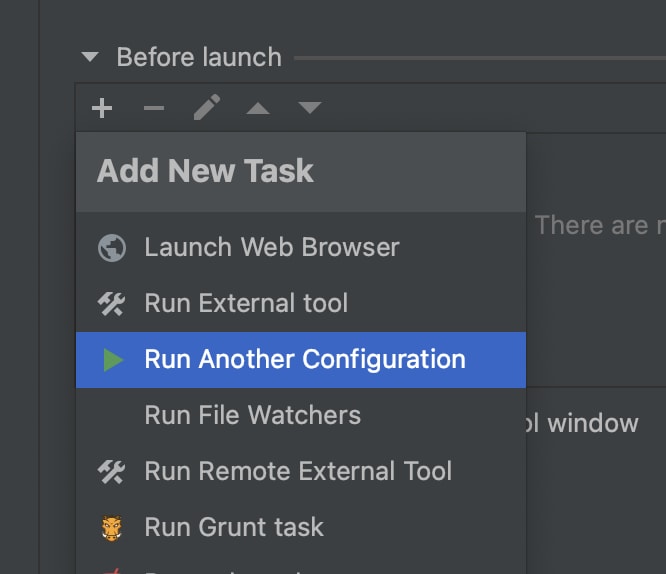 Before launch
Add New Task
There are
Launch Web Browser
Run External tool
Run Another Configuration
Run File Watchers
window
Run Remote External Tool
Run Grunt task